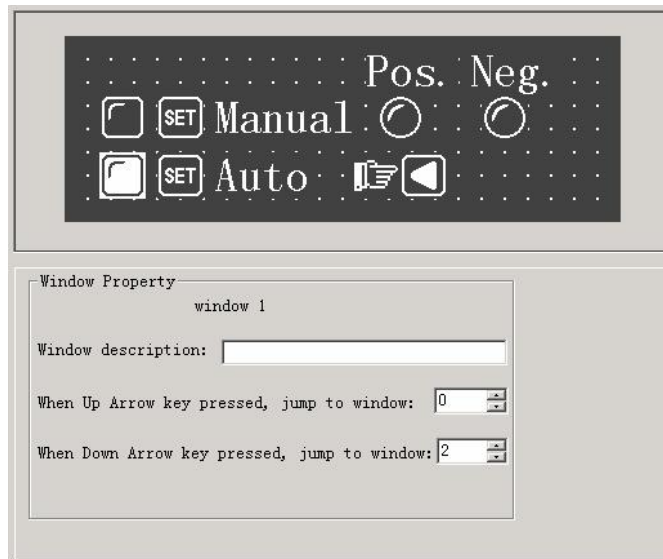 Pos. Neg.
SET Manual
SET Auto
Window Property
window 1
Window description:
When Up Arrow key pressed, jump to window: 0
When Down Arrow key pressed, jump to window: 2